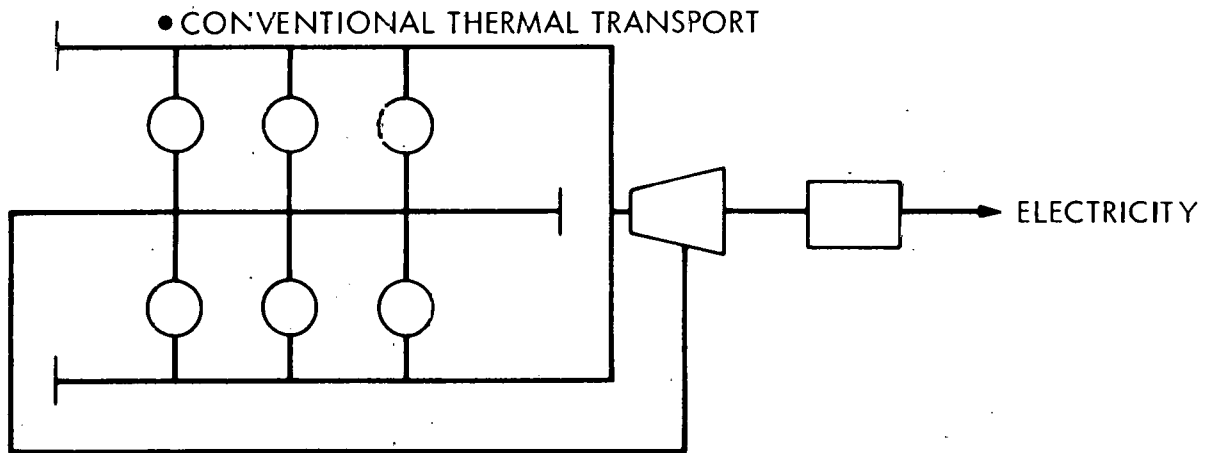 • CONVENTIONAL THERMAL TRANSPORT
ELECTRICITY